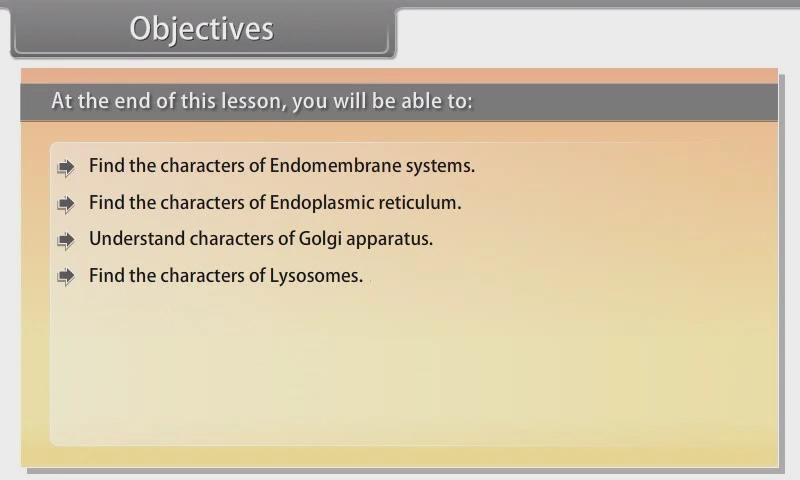 Objectives
At the end of this lesson, you will be able to:
Find the characters of Endomembrane systems.
Find the characters of Endoplasmic reticulum.
Understand characters of Golgi apparatus.
Find the characters of Lysosomes.